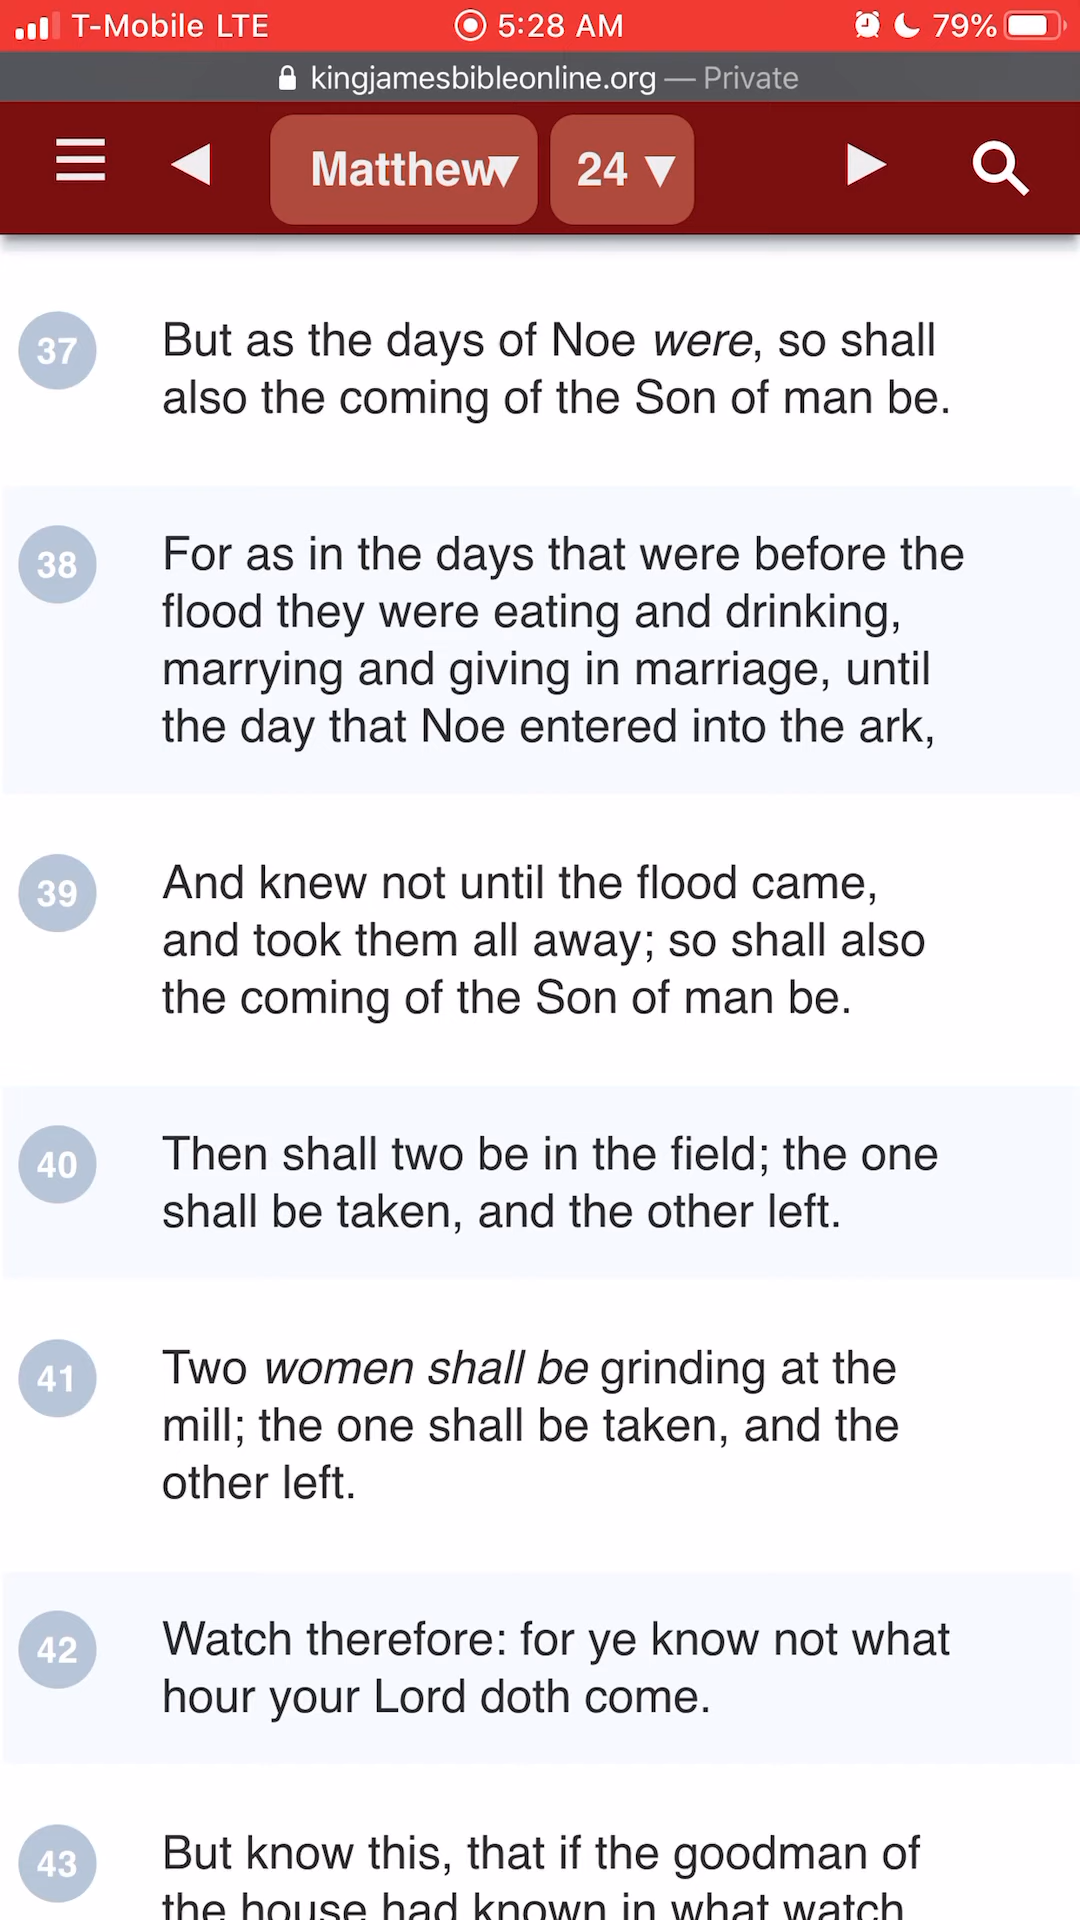 T-Mobile LTE 5:28 AM 79%
kingjamesbibleonline.org — Private
Matthew▼ 24 ▼
37 But as the days of Noe were, so shall
also the coming of the Son of man be.
38 For as in the days that were before the
flood they were eating and drinking,
marrying and giving in marriage, until
the day that Noe entered into the ark,
39 And knew not until the flood came,
and took them all away; so shall also
the coming of the Son of man be.
40 Then shall two be in the field; the one
shall be taken, and the other left.
41 Two women shall be grinding at the
mill; the one shall be taken, and the
other left.
42 Watch therefore: for ye know not what
hour your Lord doth come.
43 But know this, that if the goodman of
the house had known in what watch